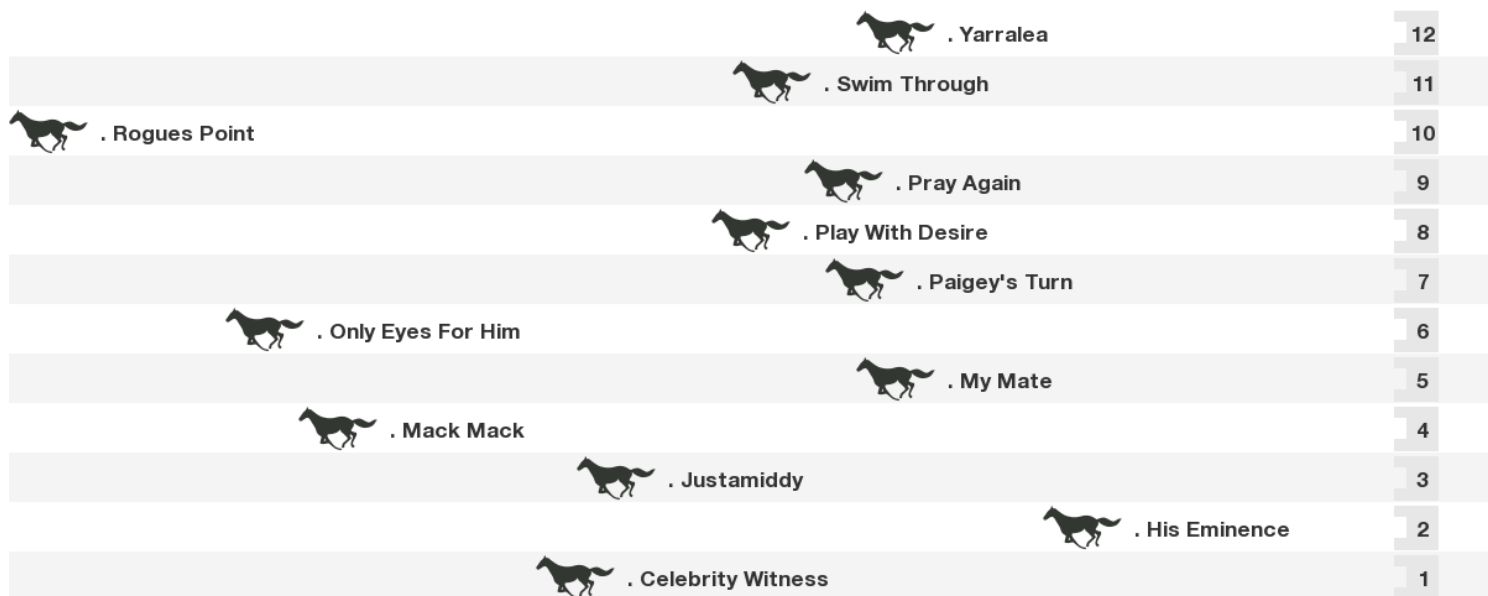 . Yarralea 12
. Swim Through 11
. Rogues Point 10
. Pray Again 9
. Play With Desire 8
. Paigey's Turn 7
. Only Eyes For Him 6
. My Mate 5
. Mack Mack 4
. Justamiddy 3
. His Eminence 2
. Celebrity Witness 1